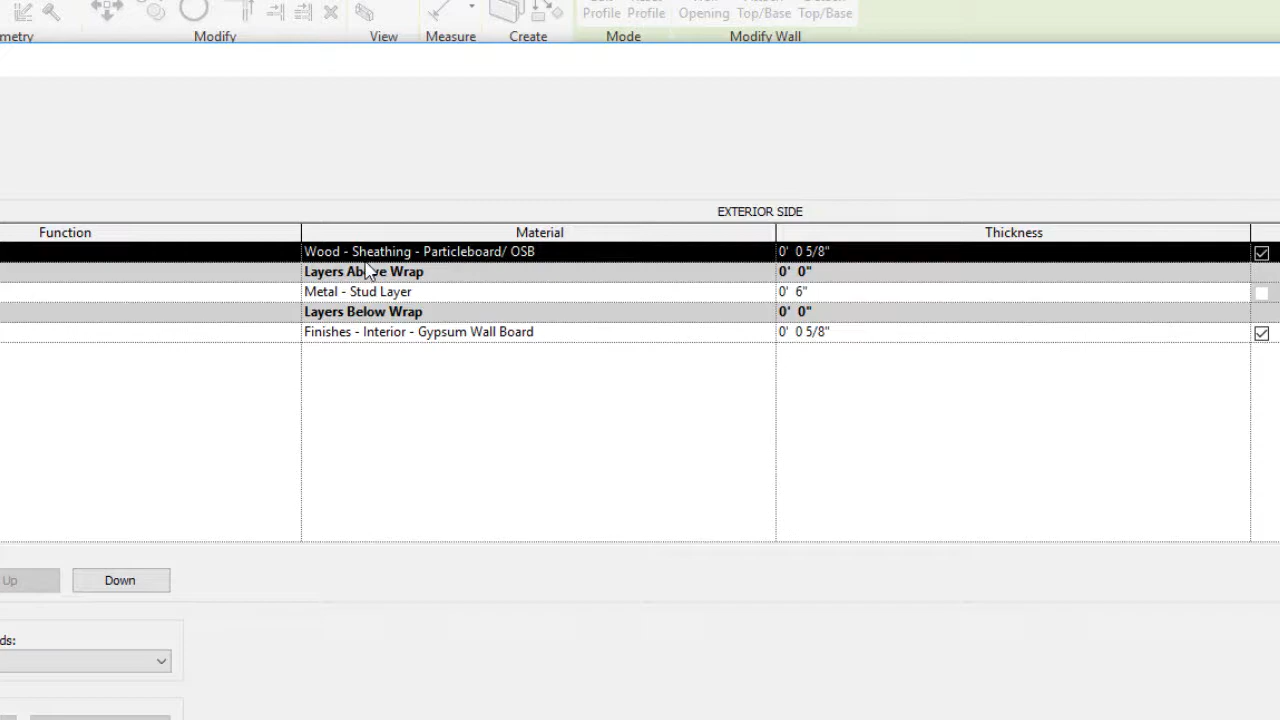 Profile Profile Opening Top/Base Top/Base
metry Modify View Measure Create Mode Modify Wall
EXTERIOR SIDE
Function Material Thickness
Wood - Sheathing - Particleboard/ OSB 0' 0 5/8"
Layers Above Wrap 0' 0"
Metal - Stud Layer 0' 6"
Layers Below Wrap 0' 0"
Finishes - Interior - Gypsum Wall Board 0' 0 5/8"
Up Down
ds: